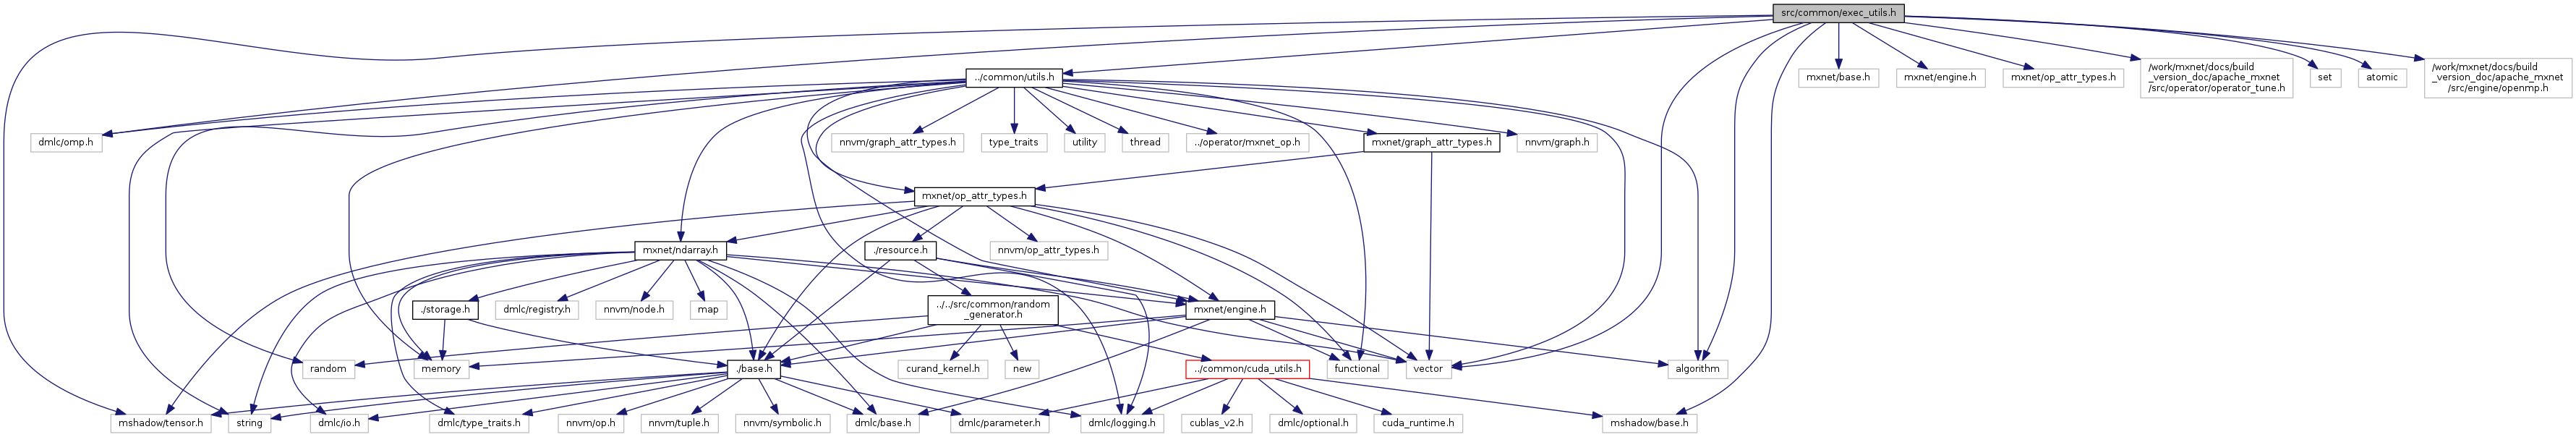 src/common/exec_utils.h
../common/utils.h
mxnet/base.h
mxnet/engine.h
mxnet/op_attr_types.h
/work/mxnet/docs/build
_version_doc/apache_mxnet
/src/operator/operator_tune.h
set
atomic
/work/mxnet/docs/build
_version_doc/apache_mxnet
/src/engine/openmp.h
dmlc/omp.h
nnvm/graph_attr_types.h
type_traits
utility
thread
../operator/mxnet_op.h
mxnet/graph_attr_types.h
nnvm/graph.h
mxnet/op_attr_types.h
mxnet/ndarray.h
./resource.h
nnvm/op_attr_types.h
./storage.h
dmlc/registry.h
nnvm/node.h
map
../../src/common/random
_generator.h
mxnet/engine.h
random
memory
./base.h
curand_kernel.h
new
../common/cuda_utils.h
functional
vector
algorithm
mshadow/tensor.h
string
dmlc/io.h
dmlc/type_traits.h
nnvm/op.h
nnvm/tuple.h
nnvm/symbolic.h
dmlc/base.h
dmlc/parameter.h
dmlc/logging.h
cublas_v2.h
dmlc/optional.h
cuda_runtime.h
mshadow/base.h